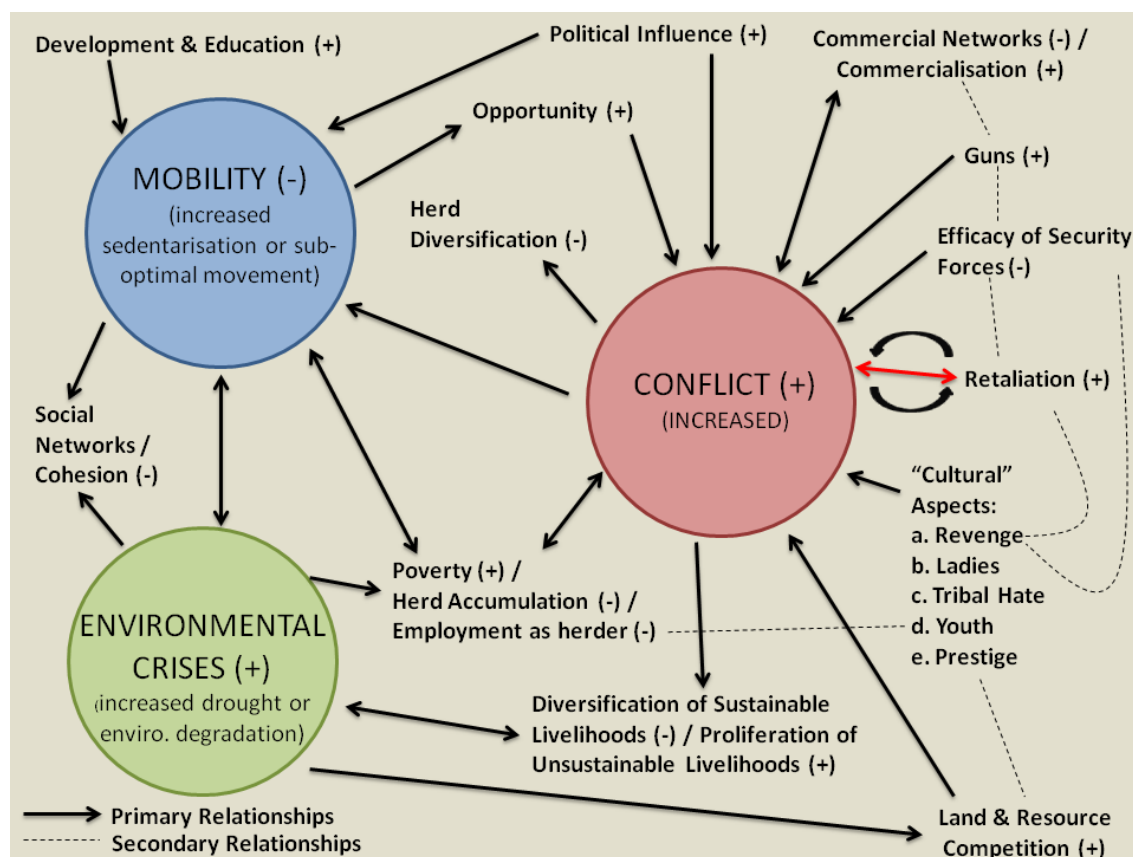 Development & Education (+)
Political Influence (+)
Commercial Networks (-) /
Commercialisation (+)
Opportunity (+)
Guns (+)
MOBILITY (-)
(increased
sedentarisation or sub-
optimal movement)
Herd
Diversification (-)
Efficacy of Security
Forces (-)
CONFLICT (+)
(INCREASED)
Retaliation (+)
Social
Networks /
Cohesion (-)
"Cultural"
Aspects:
a. Revenge
b. Ladies
c. Tribal Hate
d. Youth
e. Prestige
Poverty (+) /
Herd Accumulation (-) /
Employment as herder (-)
ENVIRONMENTAL
CRISES (+)
(increased drought or
enviro. degradation)
Diversification of Sustainable
Livelihoods (-) / Proliferation of
Unsustainable Livelihoods (+)
Land & Resource
Competition (+)
Primary Relationships
Secondary Relationships